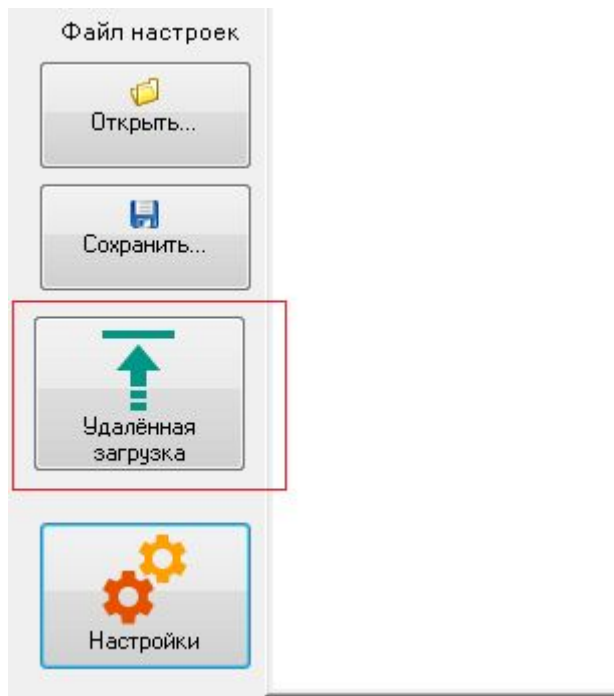 Файл настроек
Открыть...
Сохранить...
Удалённая
загрузка
Настройки